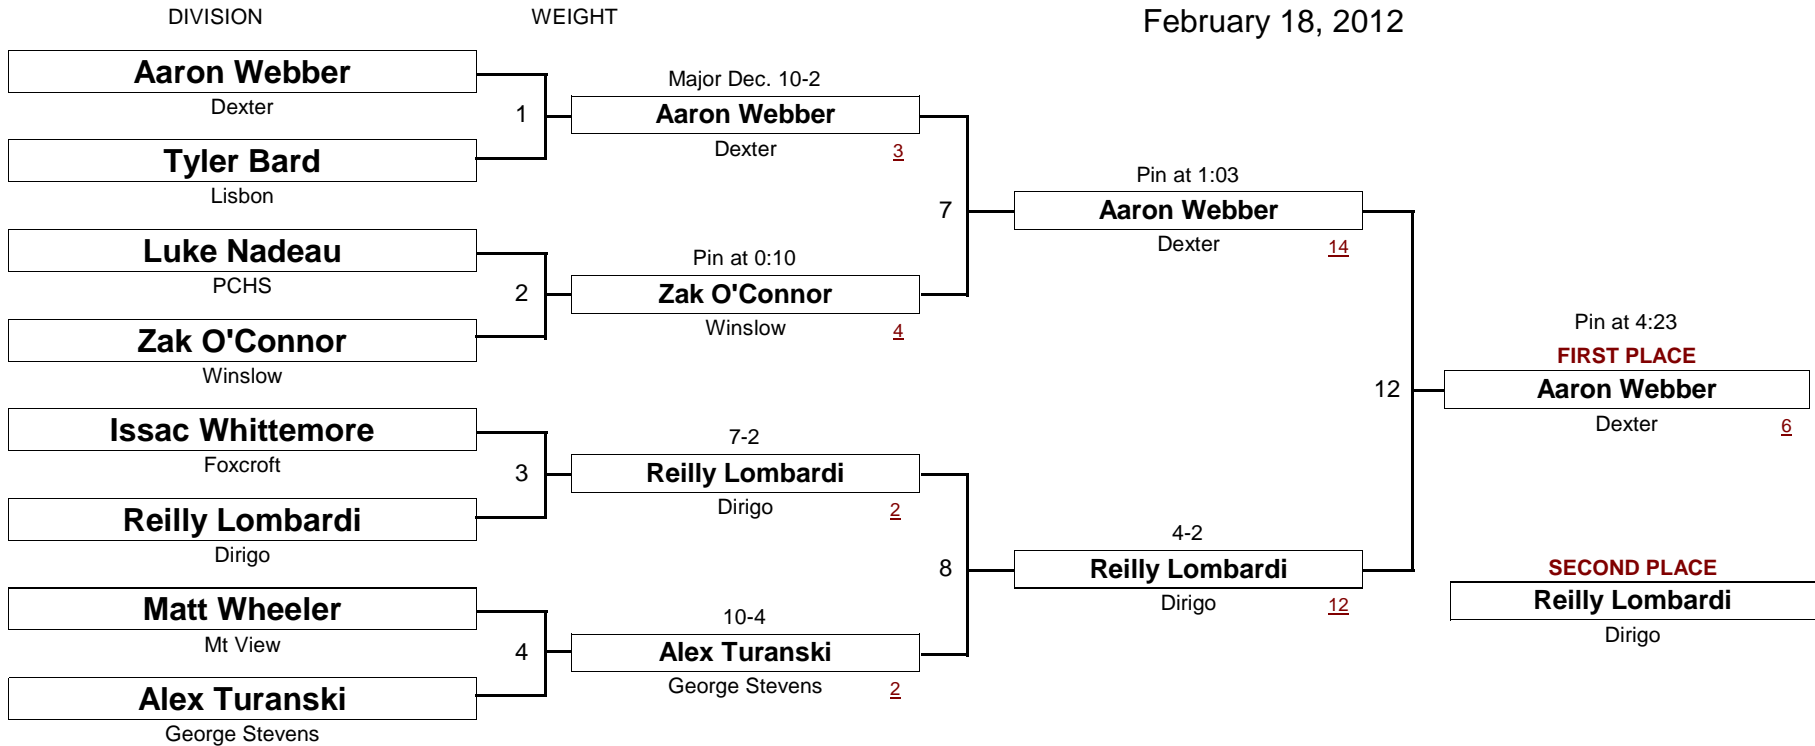 DIVISION
WEIGHT
February 18, 2012
Aaron Webber
Dexter
1
Tyler Bard
Lisbon
Luke Nadeau
PCHS
2
Zak O'Connor
Winslow
Issac Whittemore
Foxcroft
3
Reilly Lombardi
Dirigo
Matt Wheeler
Mt View
4
Alex Turanski
George Stevens
Major Dec. 10-2
Aaron Webber
Dexter 3
7
Pin at 0:10
Zak O'Connor
Winslow 4
7-2
Reilly Lombardi
Dirigo 2
8
10-4
Alex Turanski
George Stevens 2
Pin at 1:03
Aaron Webber
Dexter 14
12
4-2
Reilly Lombardi
Dirigo 12
Pin at 4:23
FIRST PLACE
Aaron Webber
Dexter 6
SECOND PLACE
Reilly Lombardi
Dirigo